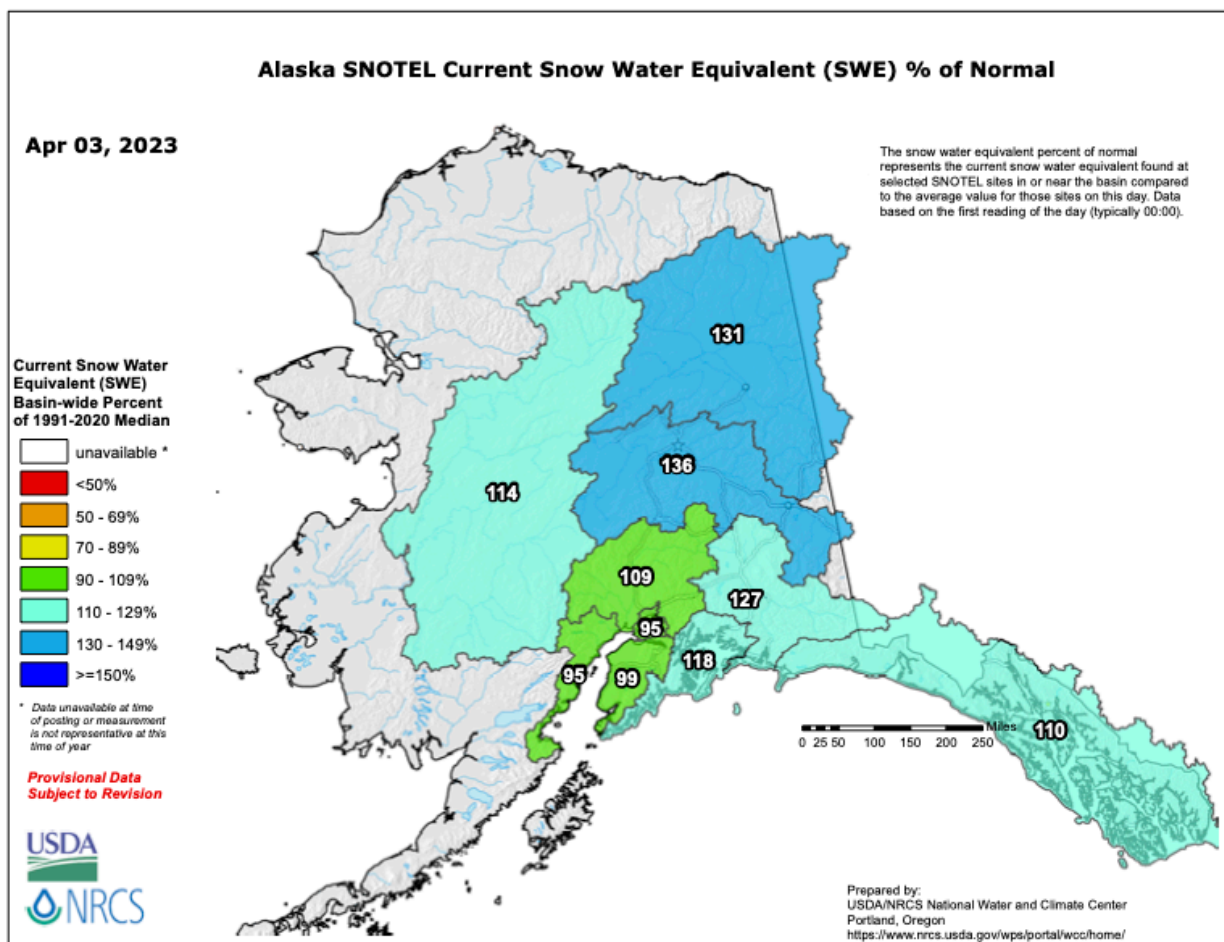 Alaska SNOTEL Current Snow Water Equivalent (SWE) % of Normal
Apr 03, 2023
The snow water equivalent percent of normal
represents the current snow water equivalent found at
selected SNOTEL sites in or near the basin compared
to the average value for those sites on this day. Data
based on the first reading of the day (typically 00:00).
131
136
114
109
127
95
118
95
99
110
Current Snow Water
Equivalent (SWE)
Basin-wide Percent
of 1991-2020 Median
unavailable *
<50%
50 - 69%
70 - 89%
90 - 109%
110 - 129%
130 - 149%
>=150%
* Data unavailable at time
of posting or measurement
is not representative at this
time of year
Provisional Data
Subject to Revision
Miles
0 25 50 100 150 200 250
USDA
NRCS
Prepared by:
USDA/NRCS National Water and Climate Center
Portland, Oregon
https://www.nrcs.usda.gov/wps/portal/wcc/home/